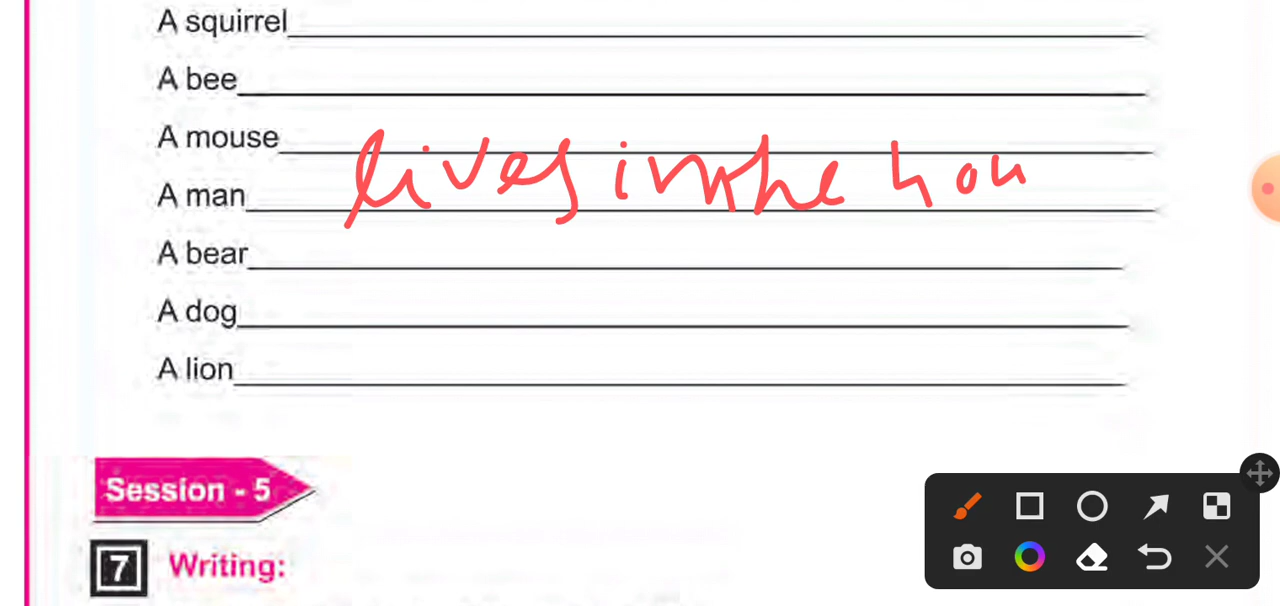 A squirrel
A bee
A mouse
A man lives in the hou
A bear
A dog
A lion
Session - 5
7 Writing: